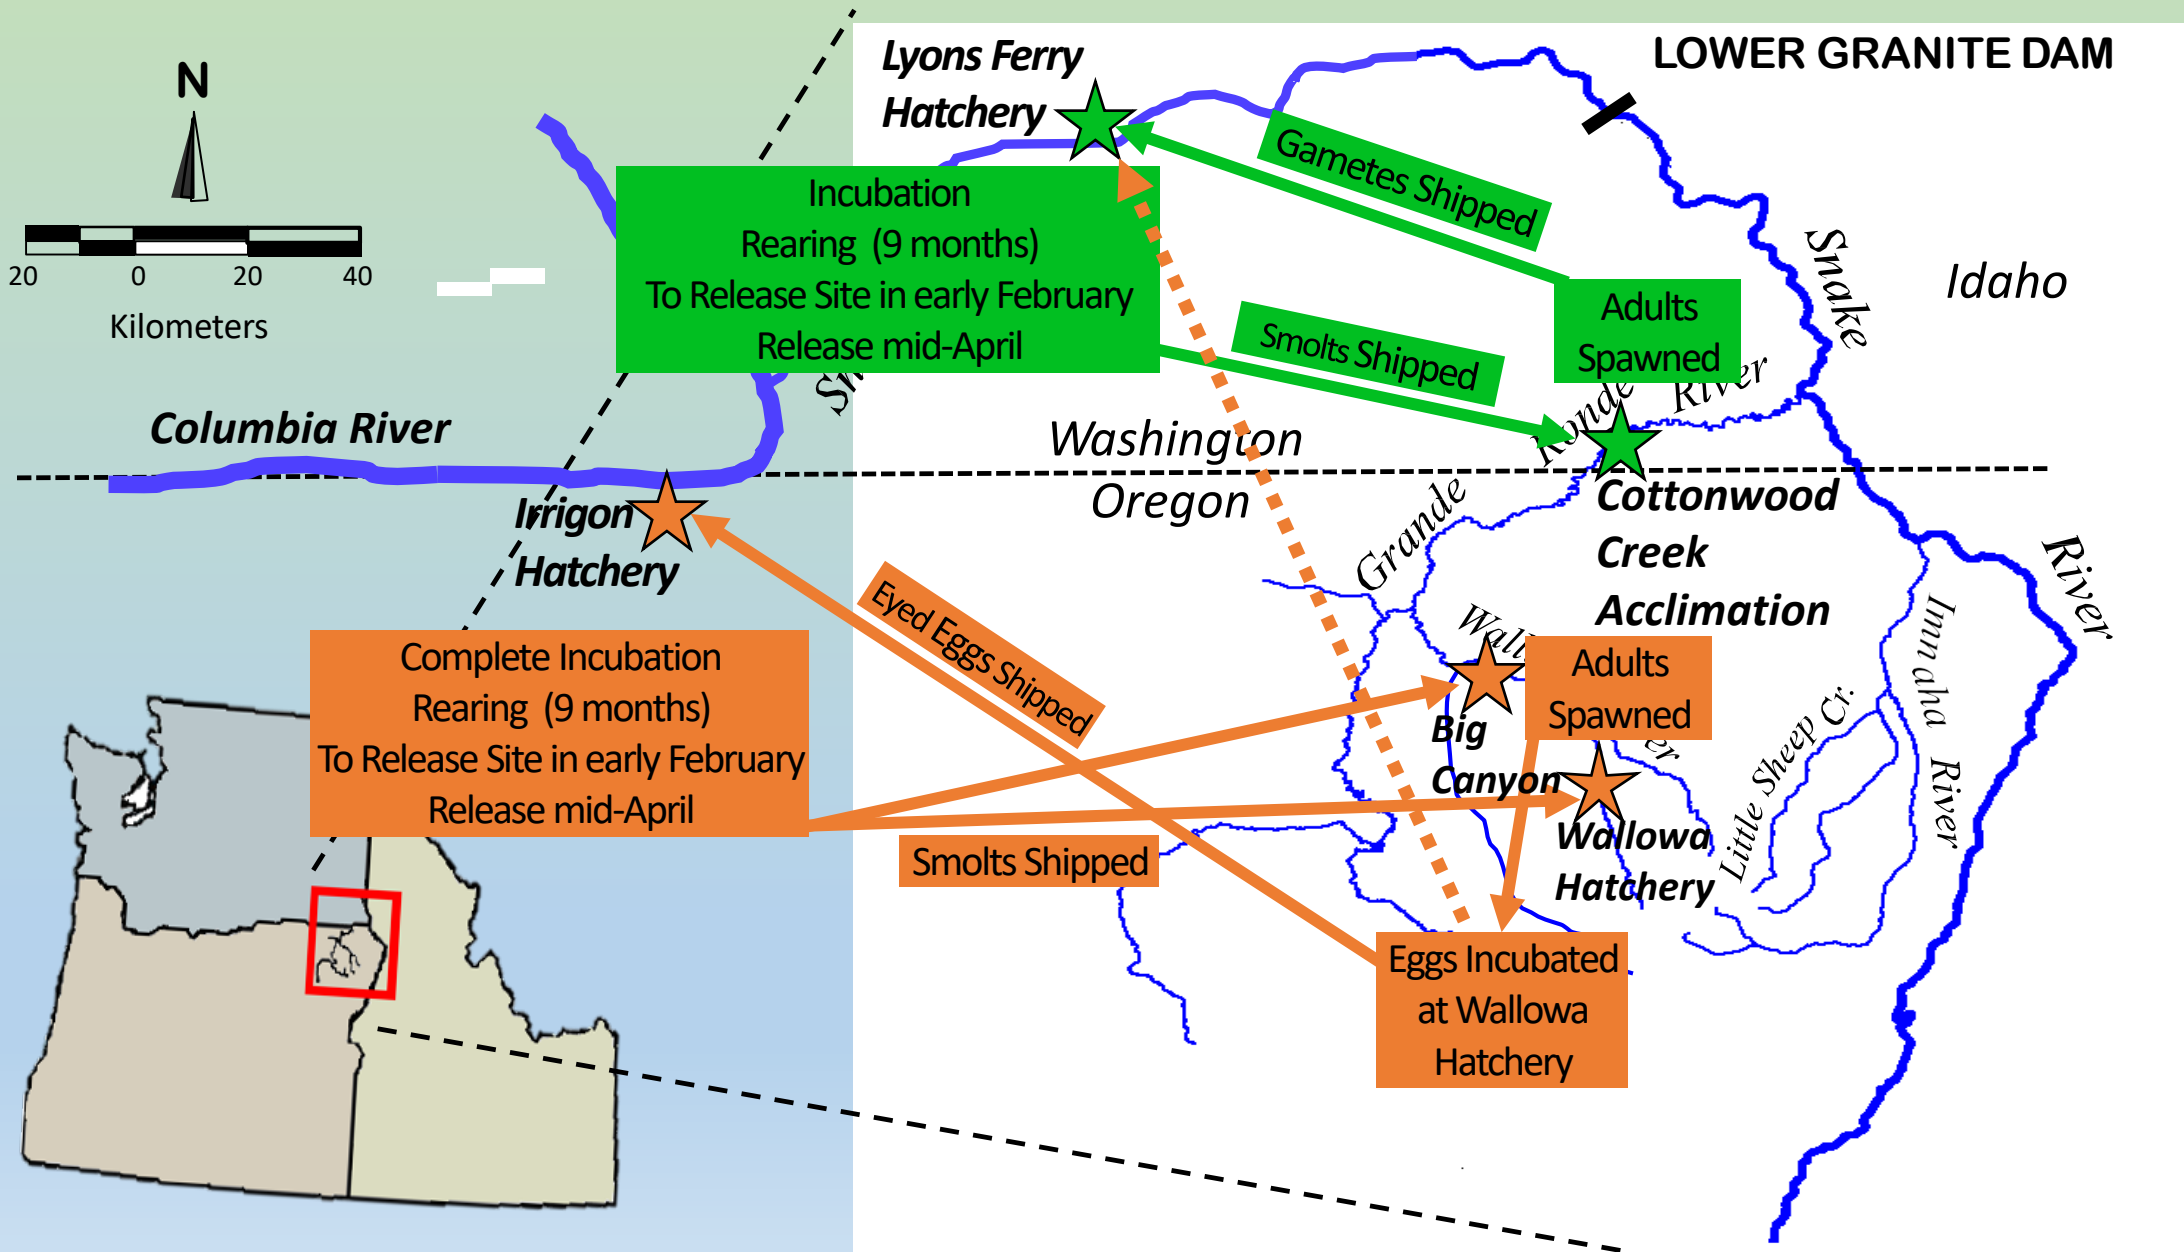 LOWER GRANITE DAM
Lyons Ferry
Hatchery
N
20 0 20 40
Kilometers
Incubation
Rearing (9 months)
To Release Site in early February
Release mid-April
Gametes Shipped
Smolts Shipped
Adults
Spawned
Snake
Idaho
Columbia River
Washington
Oregon
Ronde
River
Grande
Cottonwood
Creek
Acclimation
River
Irrigon
Hatchery
Eyed Eggs Shipped
Complete Incubation
Rearing (9 months)
To Release Site in early February
Release mid-April
Smolts Shipped
Adults
Spawned
Big
Canyon
Wallowa
Hatchery
Little Sheep Cr.
Imnaha River
Eggs Incubated
at Wallowa
Hatchery